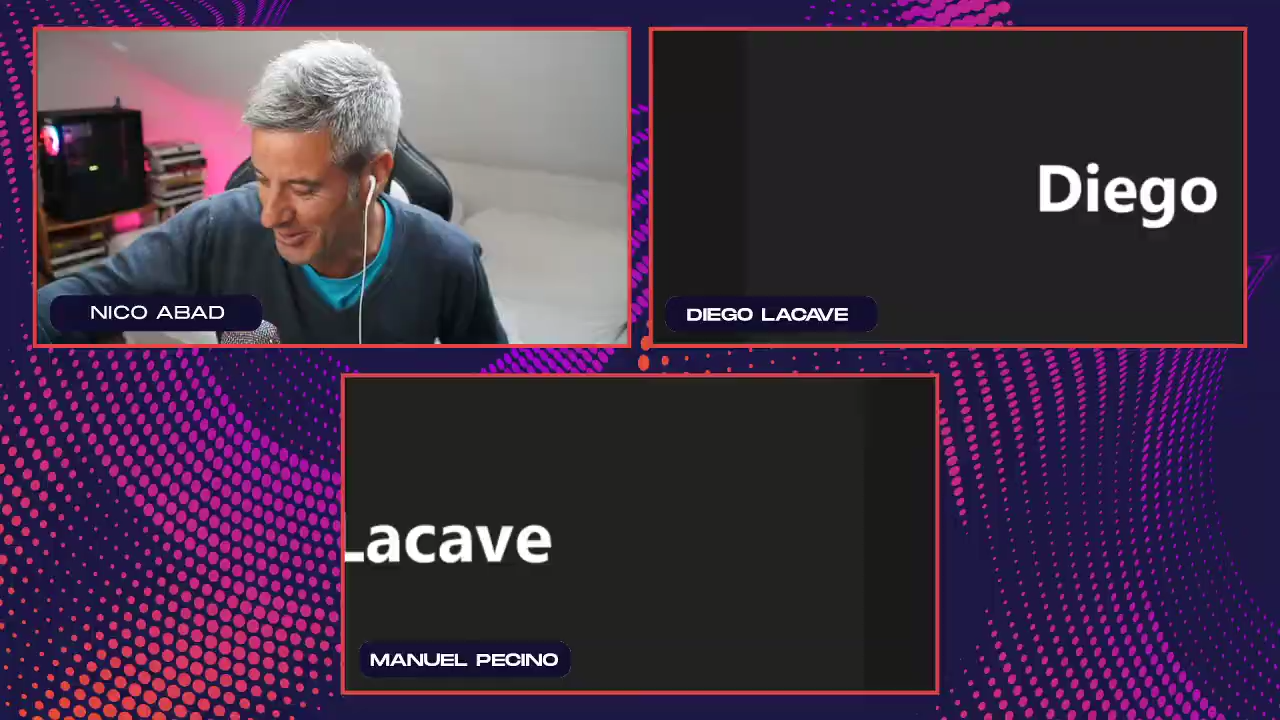 NICO ABAD
Diego
DIEGO LACAVE
Lacave
MANUEL PECINO